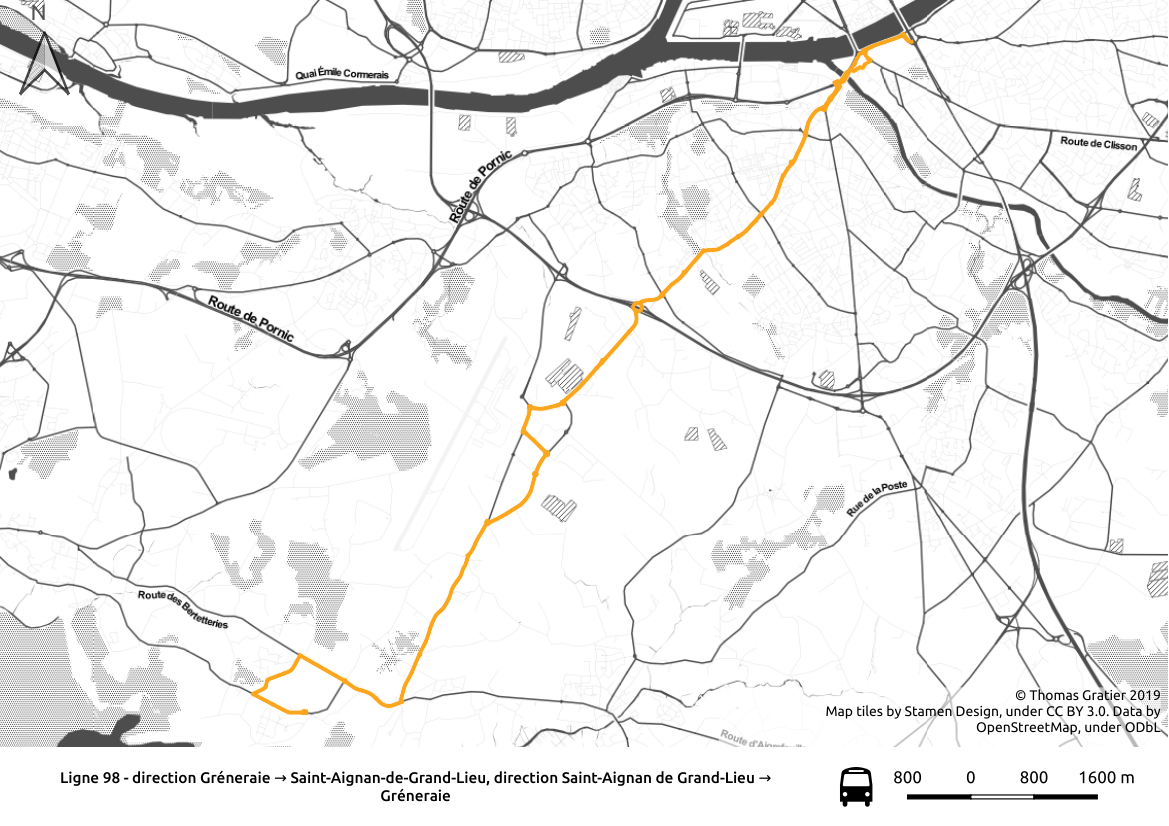 N
Quai Émile Cormerais
Route de Clisson
Route de Pornic
Route de Pornic
Rue de la Poste
Route des Bertetteries
© Thomas Gratier 2019
Map tiles by Stamen Design, under CC BY 3.0. Data by
OpenStreetMap, under ODbL
Ligne 98 - direction Gréneraie → Saint-Aignan-de-Grand-Lieu, direction Saint-Aignan de Grand-Lieu →
Gréneraie
800 0 800 1600 m